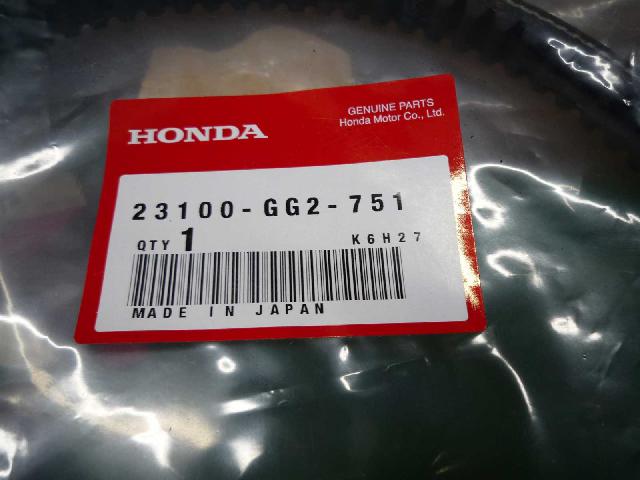 HONDA
GENUINE PARTS
Honda Motor Co., Ltd.
23100-GG2-751
QTY 1
K6H27
MADE IN JAPAN